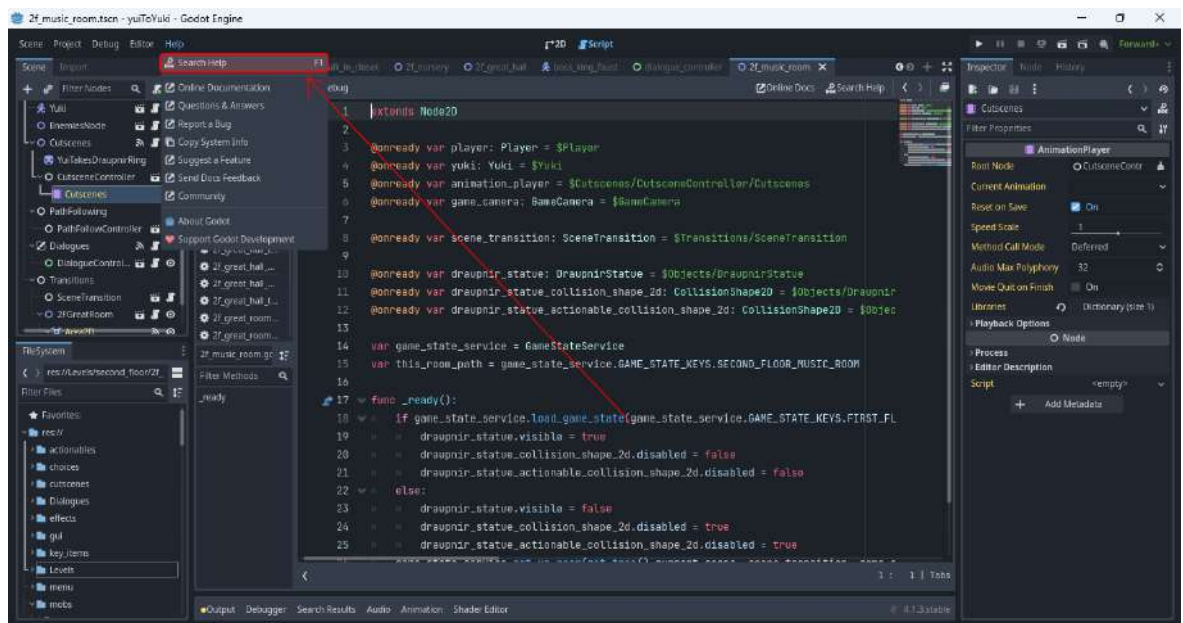 2f_music_room.tscn - yuiToYuki - Godot Engine
Scene Project Debug Editor Help
2D Script
Forward+
Search Help F1
Online Documentation
Questions & Answers
Report a Bug
Copy System Info
Suggest a Feature
Send Docs Feedback
Community
About Godot
Support Godot Development
Scene Import
Filter Nodes
Yuki
EnemiesNode
Cutscenes
YuiTakesDraupnirRing
CutsceneController
Cutscenes
PathFollowing
PathFollowController
Dialogues
DialogueControl...
Transitions
SceneTransition
2FGreatRoom
Area2D
2f_great_hall_...
2f_great_hall_...
2f_great_hall_t...
2f_great_room...
2f_great_room...
2f_music_room.gc
Filter Methods
_ready
FileSystem
res://Levels/second_floor/2f_
Filter Files
Favorites:
res://
actionables
choices
cutscenes
Dialogues
effects
gui
key_items
Levels
menu
mobs
2f_nursery 2f_great_hall boss_king_faust dialogue_controller 2f_music_room
Online Docs Search Help
1 extends Node2D
2
3 @onready var player: Player = $Player
4 @onready var yuki: Yuki = $Yuki
5 @onready var animation_player = $Cutscenes/CutsceneController/Cutscenes
6 @onready var game_camera: GameCamera = $GameCamera
7
8 @onready var scene_transition: SceneTransition = $Transitions/SceneTransition
9
10 @onready var draupnir_statue: DraupnirStatue = $Objects/DraupnirStatue
11 @onready var draupnir_statue_collision_shape_2d: CollisionShape2D = $Objects/Draupnir
12 @onready var draupnir_statue_actionable_collision_shape_2d: CollisionShape2D = $Objec
13
14 var game_state_service = GameStateService
15 var this_room_path = game_state_service.GAME_STATE_KEYS.SECOND_FLOOR_MUSIC_ROOM
16
17 func _ready():
18 if game_state_service.load_game_state(game_state_service.GAME_STATE_KEYS.FIRST_FL
19 draupnir_statue.visible = true
20 draupnir_statue_collision_shape_2d.disabled = false
21 draupnir_statue_actionable_collision_shape_2d.disabled = false
22 else:
23 draupnir_statue.visible = false
24 draupnir_statue_collision_shape_2d.disabled = true
25 draupnir_statue_actionable_collision_shape_2d.disabled = true
1 : 1 | Tabs
Output Debugger Search Results Audio Animation Shader Editor
4.1.3.stable
Inspector Node History
Cutscenes
Filter Properties
AnimationPlayer
Root Node CutsceneContr
Current Animation
Reset on Save On
Speed Scale 1
Method Call Mode Deferred
Audio Max Polyphony 32
Movie Quit on Finish On
Libraries Dictionary (size 1)
Playback Options
Node
Process
Editor Description
Script <empty>
+ Add Metadata